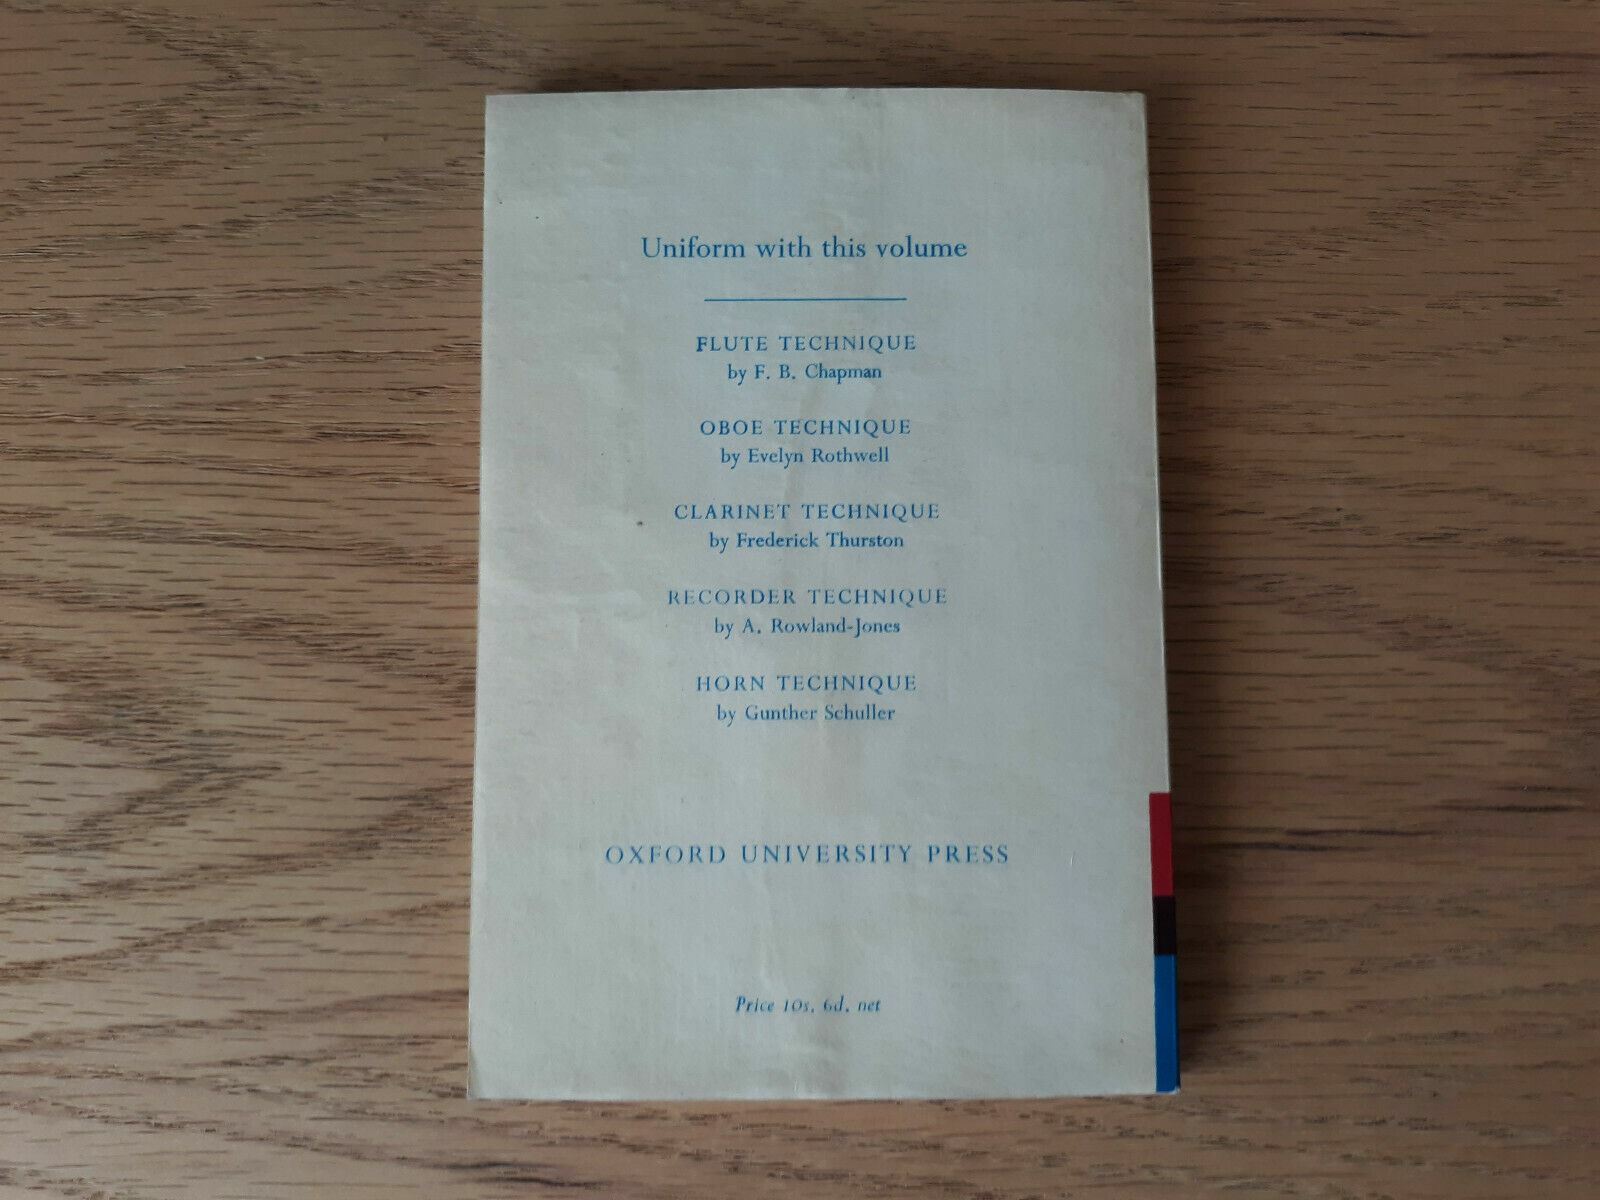 Uniform with this volume
FLUTE TECHNIQUE
by F. B. Chapman
OBOE TECHNIQUE
by Evelyn Rothwell
CLARINET TECHNIQUE
by Frederick Thurston
RECORDER TECHNIQUE
by A. Rowland-Jones
HORN TECHNIQUE
by Gunther Schuller
OXFORD UNIVERSITY PRESS
Price 10s. 6d. net